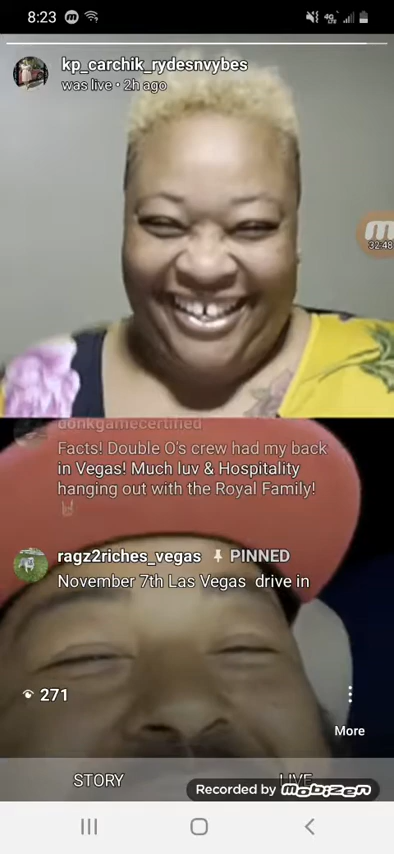 8:23
4G
kp_carchik_rydesnvybes
was live • 2h ago
m
32:48
donkgamecertified
Facts! Double O's crew had my back
in Vegas! Much luv & Hospitality
hanging out with the Royal Family!
ragz2riches_vegas PINNED
November 7th Las Vegas drive in
271
More
STORY
LIVE
Recorded by mobizen